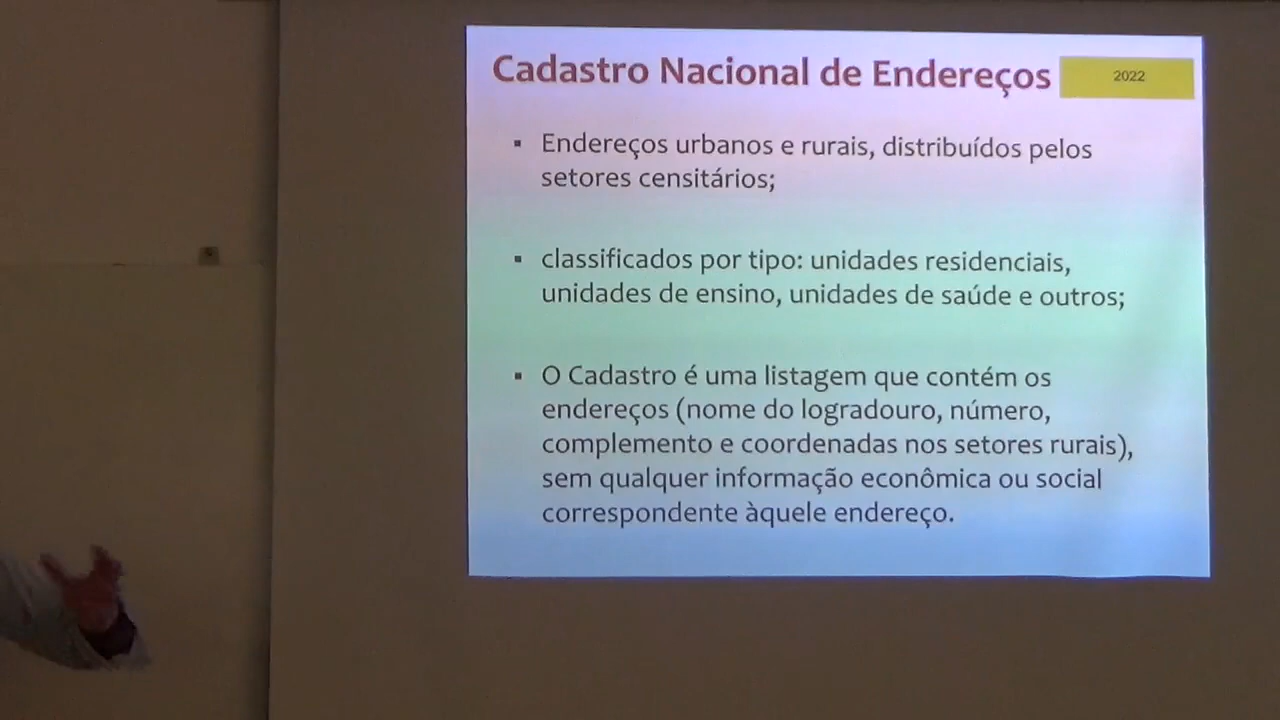 Cadastro Nacional de Endereços
2022
▪ Endereços urbanos e rurais, distribuídos pelos
setores censitários;
▪ classificados por tipo: unidades residenciais,
unidades de ensino, unidades de saúde e outros;
▪ O Cadastro é uma listagem que contém os
endereços (nome do logradouro, número,
complemento e coordenadas nos setores rurais),
sem qualquer informação econômica ou social
correspondente àquele endereço.